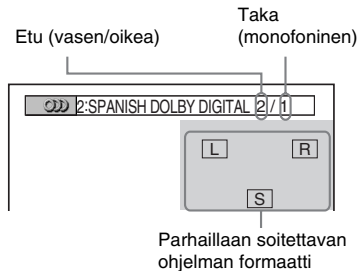 Taka
Etu (vasen/oikea) (monofoninen)
2:SPANISH DOLBY DIGITAL 2 / 1
L R
S
Parhaillaan soitettavan
ohjelman formaatti